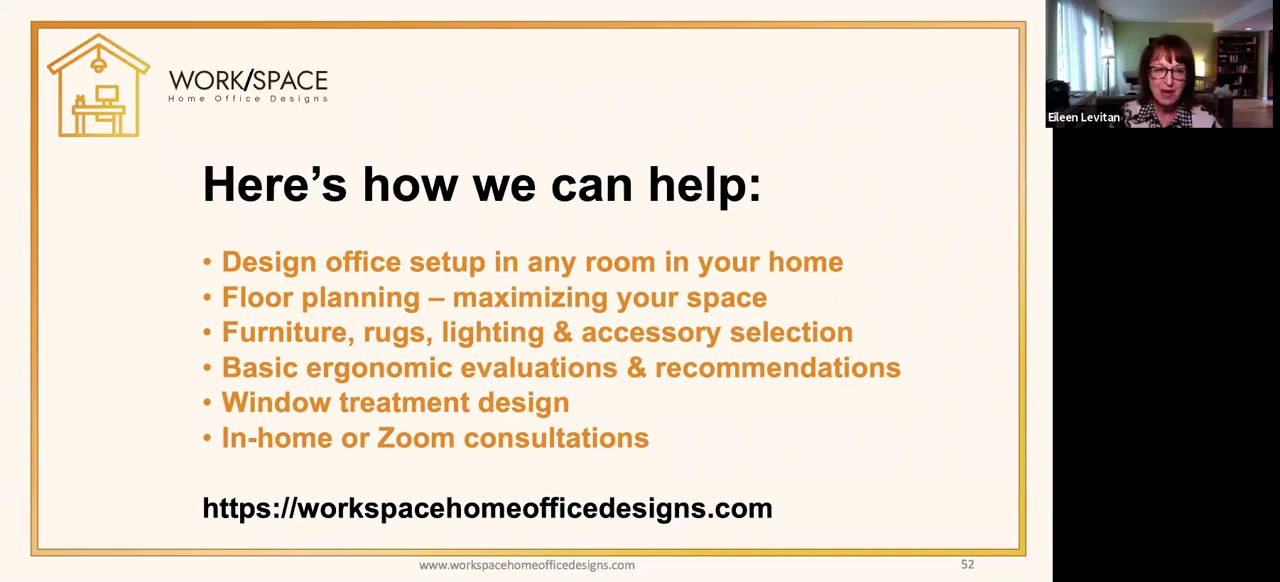 WORK/SPACE
Home Office Designs
Eileen Levitan
Here’s how we can help:
• Design office setup in any room in your home
• Floor planning – maximizing your space
• Furniture, rugs, lighting & accessory selection
• Basic ergonomic evaluations & recommendations
• Window treatment design
• In-home or Zoom consultations
https://workspacehomeofficedesigns.com
www.workspacehomeofficedesigns.com
52